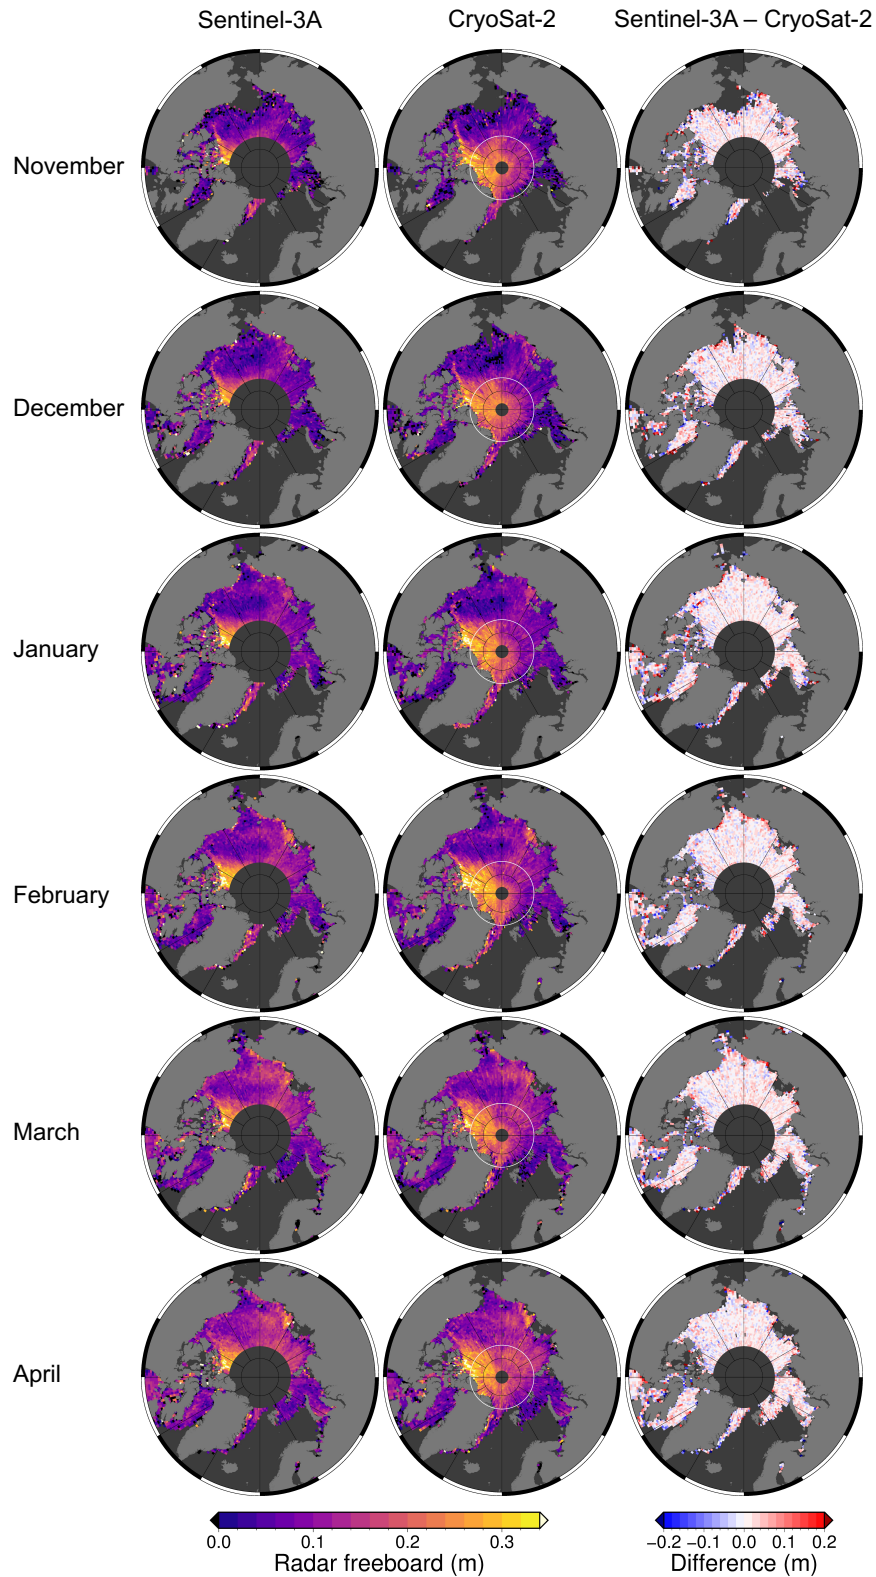 Sentinel-3A CryoSat-2 Sentinel-3A – CryoSat-2
November
December
January
February
March
April
0.0 0.1 0.2 0.3 −0.2 −0.1 0.0 0.1 0.2
Radar freeboard (m) Difference (m)